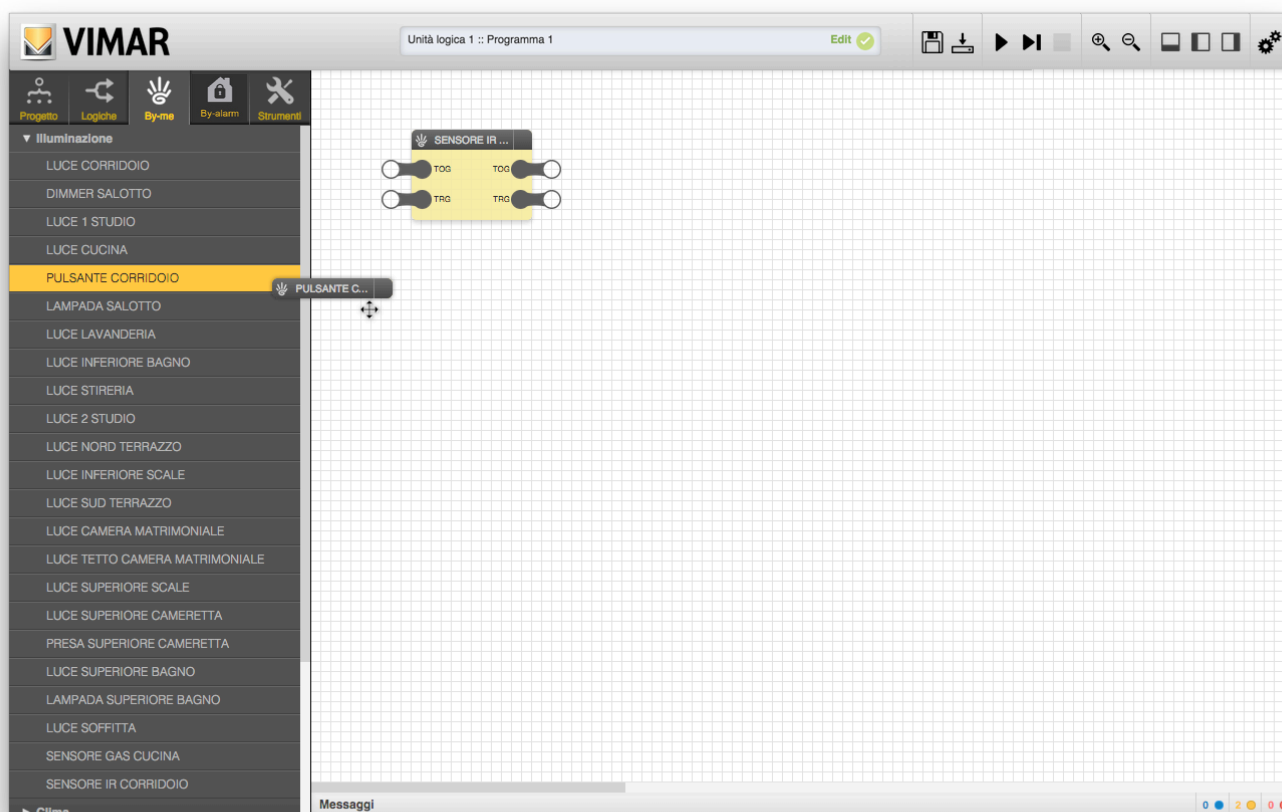 VIMAR
Unità logica 1 :: Programma 1
Edit
Progetto
Logiche
By-me
By-alarm
Strumenti
▼ Illuminazione
LUCE CORRIDOIO
DIMMER SALOTTO
LUCE 1 STUDIO
LUCE CUCINA
PULSANTE CORRIDOIO
LAMPADA SALOTTO
LUCE LAVANDERIA
LUCE INFERIORE BAGNO
LUCE STIRERIA
LUCE 2 STUDIO
LUCE NORD TERRAZZO
LUCE INFERIORE SCALE
LUCE SUD TERRAZZO
LUCE CAMERA MATRIMONIALE
LUCE TETTO CAMERA MATRIMONIALE
LUCE SUPERIORE SCALE
LUCE SUPERIORE CAMERETTA
PRESA SUPERIORE CAMERETTA
LUCE SUPERIORE BAGNO
LAMPADA SUPERIORE BAGNO
LUCE SOFFITTA
SENSORE GAS CUCINA
SENSORE IR CORRIDOIO
► Clima
SENSORE IR ...
TOG TOG
TRG TRG
PULSANTE C...
Messaggi
0 2 0